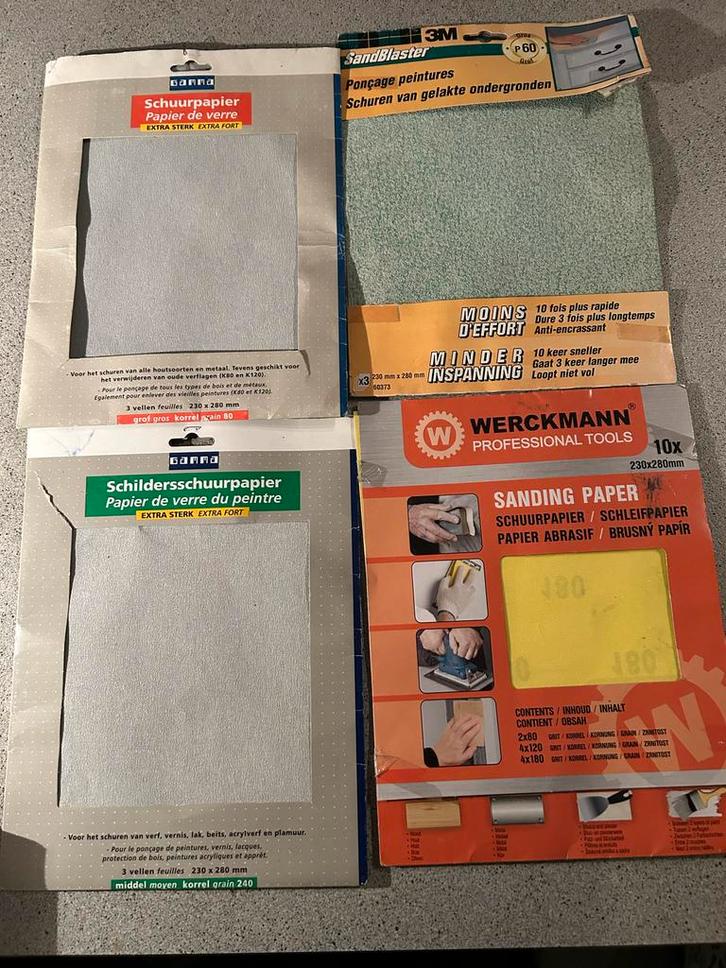 GAMMA
Schuurpapier
Papier de verre
EXTRA STERK EXTRA FORT
- Voor het schuren van alle houtsoorten en metaal. Tevens geschikt voor
het verwijderen van oude verflagen (K80 en K120).
- Pour le ponçage de tous les types de bois et de métaux.
Egalement pour enlever des vieilles peintures (K80 et K120).
3 vellen feuilles 230 x 280 mm
grof gros korrel grain 80
3M
SandBlaster
Gros
P60
Grof
Ponçage peintures
Schuren van gelakte ondergronden
MOINS
D'EFFORT
10 fois plus rapide
Dure 3 fois plus longtemps
Anti-encrassant
MINDER
INSPANNING
10 keer sneller
Gaat 3 keer langer mee
Loopt niet vol
x3
230 mm x 280 mm
60373
GAMMA
Schildersschuurpapier
Papier de verre du peintre
EXTRA STERK EXTRA FORT
- Voor het schuren van verf, vernis, lak, beits, acrylverf en plamuur.
- Pour le ponçage de peintures, vernis, lacques,
protection de bois, peintures acryliques et apprêt.
3 vellen feuilles 230 x 280 mm
middel moyen korrel grain 240
W
WERCKMANN®
PROFESSIONAL TOOLS
10x
230x280mm
SANDING PAPER
SCHUURPAPIER / SCHLEIFPAPIER
PAPIER ABRASIF / BRUSNÝ PAPÍR
180
180
CONTENTS / INHOUD / INHALT
CONTIENT / OBSAH
2x80 GRIT / KORREL / KORNUNG / GRAIN / ZRNITOST
4x120 GRIT / KORREL / KORNUNG / GRAIN / ZRNITOST
4x180 GRIT / KORREL / KORNUNG / GRAIN / ZRNITOST
W